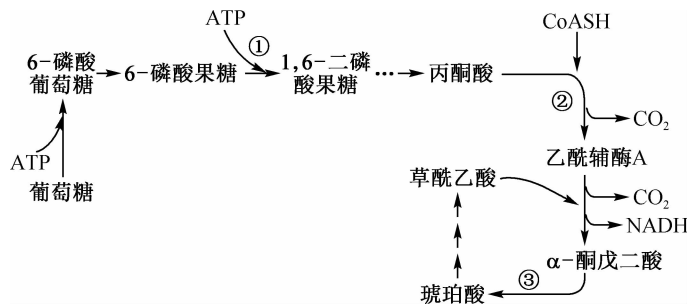 ATP
CoASH
①
6-磷酸
葡萄糖
6-磷酸果糖
1,6-二磷
酸果糖
…
丙酮酸
②
CO₂
ATP
乙酰辅酶A
葡萄糖
草酰乙酸
CO₂
NADH
α-酮戊二酸
③
琥珀酸